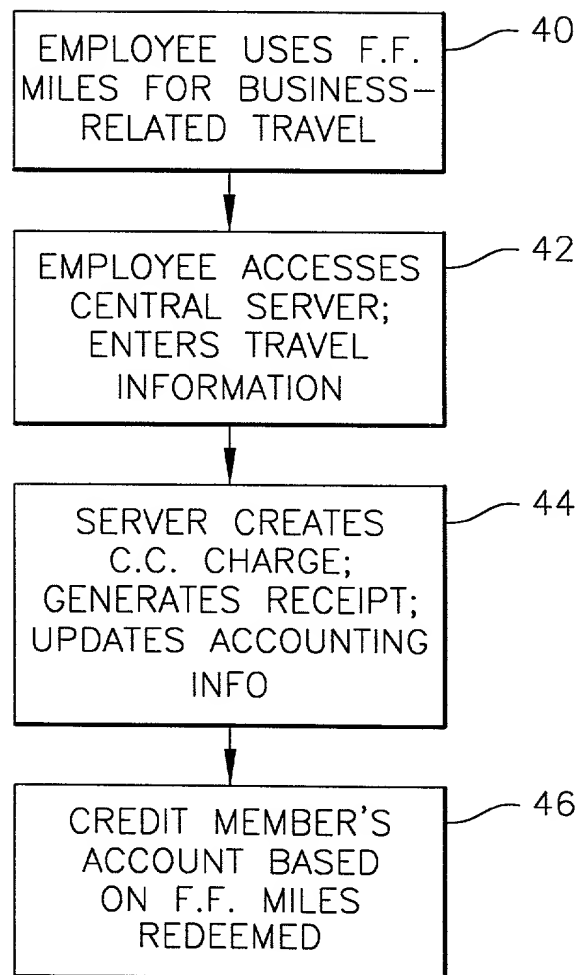 EMPLOYEE USES F.F.
MILES FOR BUSINESS-
RELATED TRAVEL
40
EMPLOYEE ACCESSES
CENTRAL SERVER;
ENTERS TRAVEL
INFORMATION
42
SERVER CREATES
C.C. CHARGE;
GENERATES RECEIPT;
UPDATES ACCOUNTING
INFO
44
CREDIT MEMBER'S
ACCOUNT BASED
ON F.F. MILES
REDEEMED
46